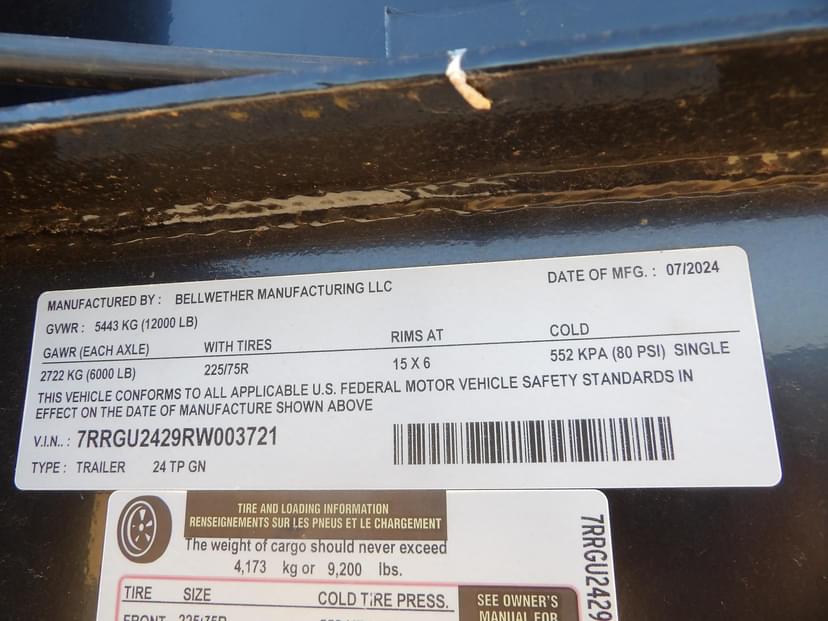 MANUFACTURED BY : BELLWETHER MANUFACTURING LLC DATE OF MFG. : 07/2024
GVWR : 5443 KG (12000 LB)
GAWR (EACH AXLE) WITH TIRES RIMS AT COLD
2722 KG (6000 LB) 225/75R 15 X 6 552 KPA (80 PSI) SINGLE
THIS VEHICLE CONFORMS TO ALL APPLICABLE U.S. FEDERAL MOTOR VEHICLE SAFETY STANDARDS IN
EFFECT ON THE DATE OF MANUFACTURE SHOWN ABOVE
V.I.N.. : 7RRGU2429RW003721
TYPE : TRAILER 24 TP GN
TIRE AND LOADING INFORMATION
RENSEIGNEMENTS SUR LES PNEUS ET LE CHARGEMENT
The weight of cargo should never exceed
4,173 kg or 9,200 lbs.
TIRE SIZE COLD TIRE PRESS.
FRONT 225/75R
SEE OWNER'S
MANUAL FOR
7RRGU2429